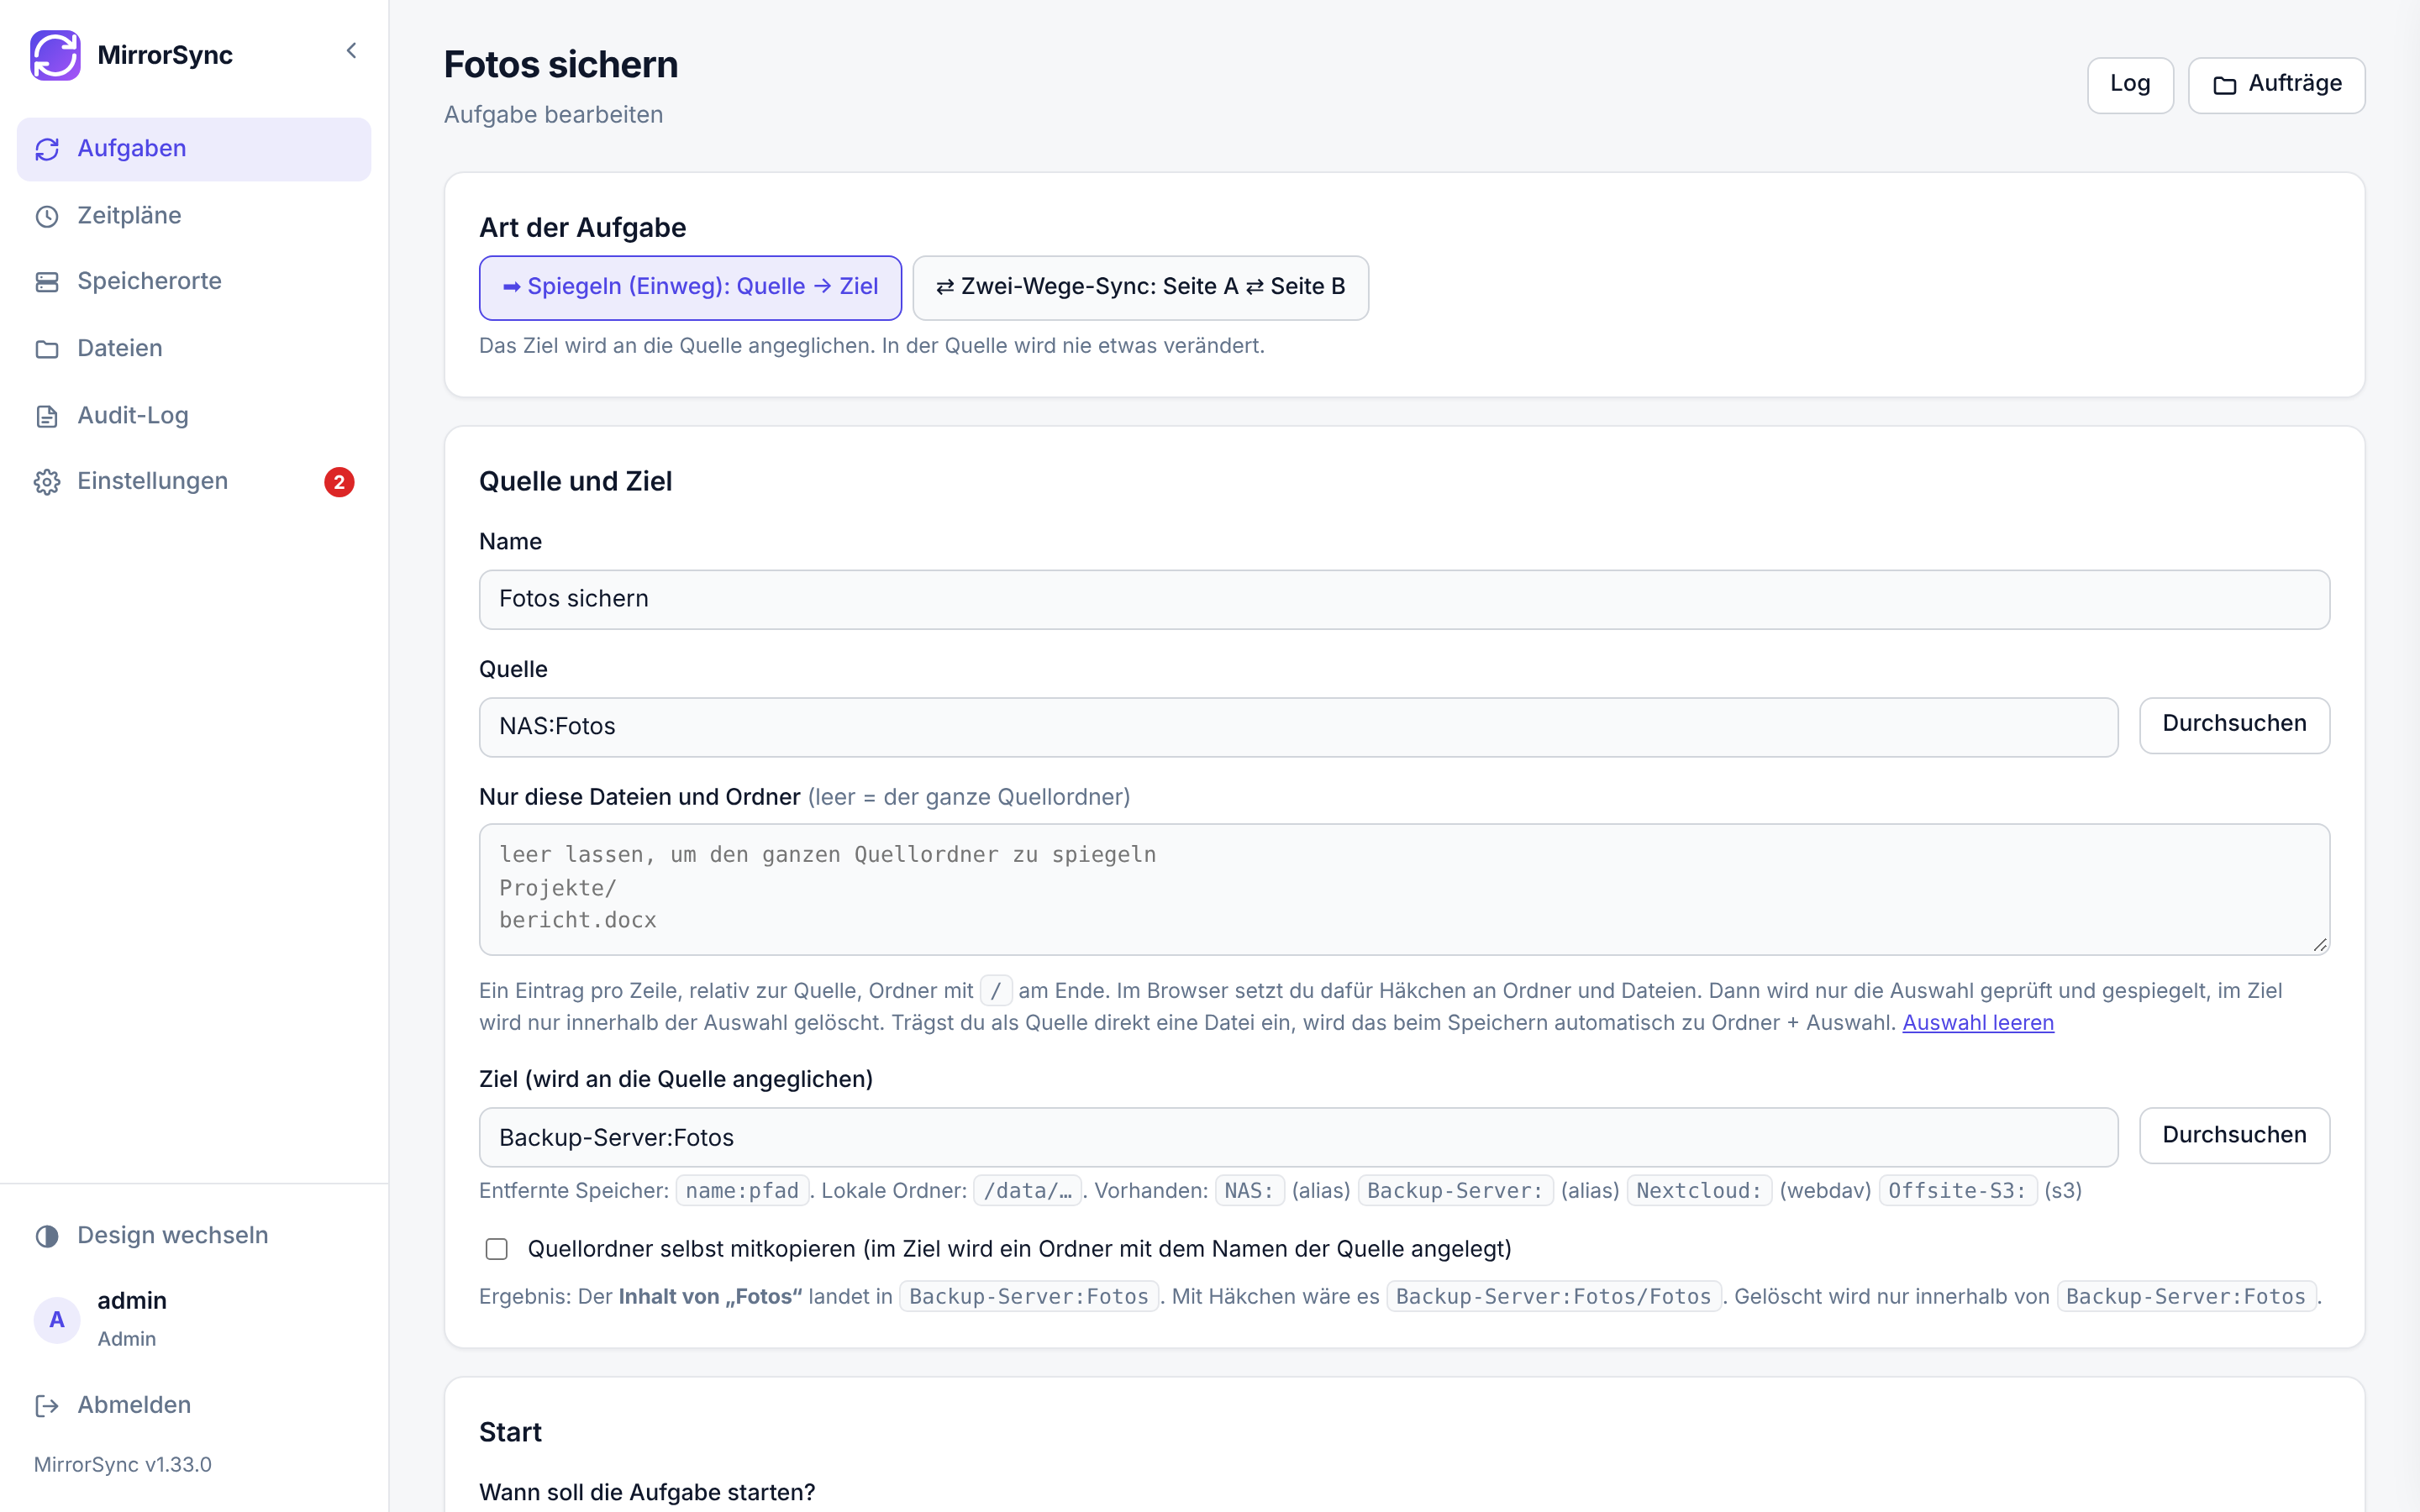 MirrorSync
Aufgaben
Zeitpläne
Speicherorte
Dateien
Audit-Log
Einstellungen 2
Design wechseln
A
admin
Admin
Abmelden
MirrorSync v1.33.0
Fotos sichern
Aufgabe bearbeiten
Log
Aufträge
Art der Aufgabe
➡ Spiegeln (Einweg): Quelle → Ziel
⇄ Zwei-Wege-Sync: Seite A ⇄ Seite B
Das Ziel wird an die Quelle angeglichen. In der Quelle wird nie etwas verändert.
Quelle und Ziel
Name
Fotos sichern
Quelle
NAS:Fotos
Durchsuchen
Nur diese Dateien und Ordner (leer = der ganze Quellordner)
leer lassen, um den ganzen Quellordner zu spiegeln
Projekte/
bericht.docx
Ein Eintrag pro Zeile, relativ zur Quelle, Ordner mit / am Ende. Im Browser setzt du dafür Häkchen an Ordner und Dateien. Dann wird nur die Auswahl geprüft und gespiegelt, im Ziel
wird nur innerhalb der Auswahl gelöscht. Trägst du als Quelle direkt eine Datei ein, wird das beim Speichern automatisch zu Ordner + Auswahl. Auswahl leeren
Ziel (wird an die Quelle angeglichen)
Backup-Server:Fotos
Durchsuchen
Entfernte Speicher: name:pfad. Lokale Ordner: /data/…. Vorhanden: NAS: (alias) Backup-Server: (alias) Nextcloud: (webdav) Offsite-S3: (s3)
Quellordner selbst mitkopieren (im Ziel wird ein Ordner mit dem Namen der Quelle angelegt)
Ergebnis: Der Inhalt von „Fotos“ landet in Backup-Server:Fotos. Mit Häkchen wäre es Backup-Server:Fotos/Fotos. Gelöscht wird nur innerhalb von Backup-Server:Fotos.
Start
Wann soll die Aufgabe starten?